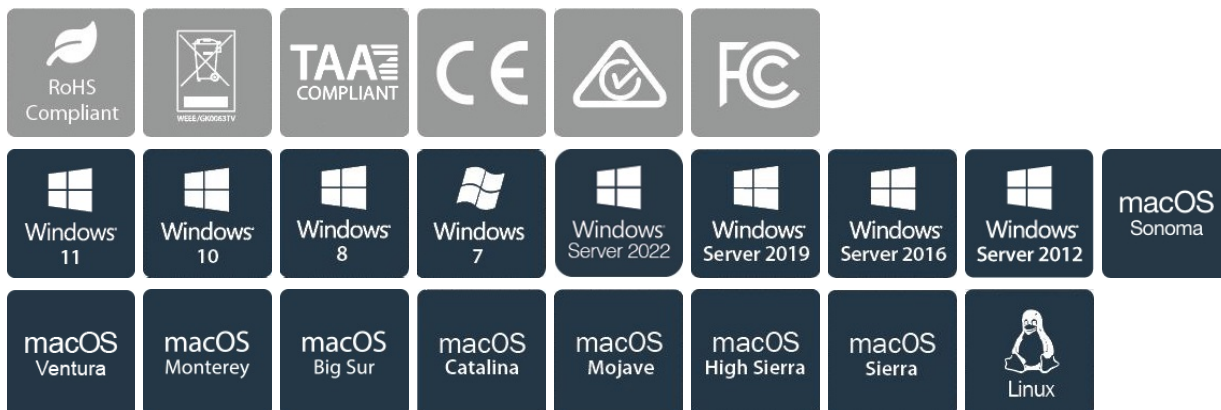 RoHS
Compliant
WEEE/GK0063TV
TAA
COMPLIANT
CE
FC
Windows
11
Windows
10
Windows
8
Windows
7
Windows
Server 2022
Windows
Server 2019
Windows
Server 2016
Windows
Server 2012
macOS
Sonoma
macOS
Ventura
macOS
Monterey
macOS
Big Sur
macOS
Catalina
macOS
Mojave
macOS
High Sierra
macOS
Sierra
Linux